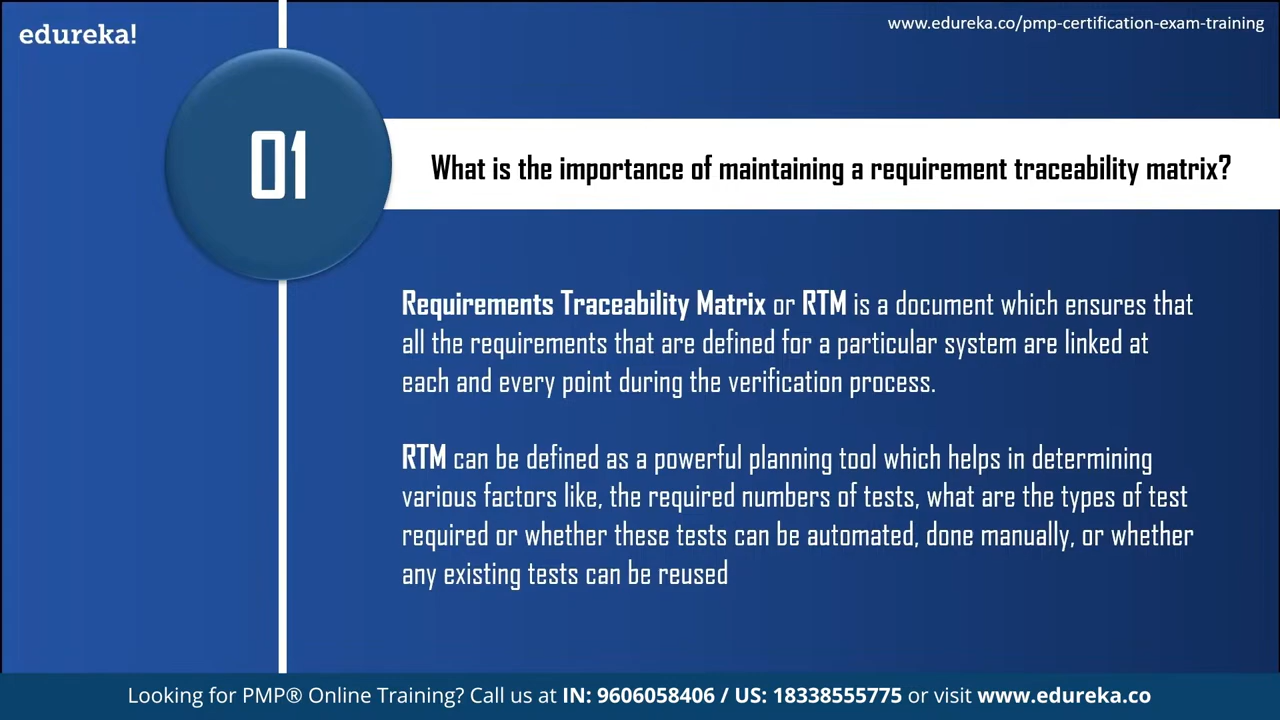 edureka!
www.edureka.co/pmp-certification-exam-training
01
What is the importance of maintaining a requirement traceability matrix?
Requirements Traceability Matrix or RTM is a document which ensures that
all the requirements that are defined for a particular system are linked at
each and every point during the verification process.
RTM can be defined as a powerful planning tool which helps in determining
various factors like, the required numbers of tests, what are the types of test
required or whether these tests can be automated, done manually, or whether
any existing tests can be reused
Looking for PMP® Online Training? Call us at IN: 9606058406 / US: 18338555775 or visit www.edureka.co